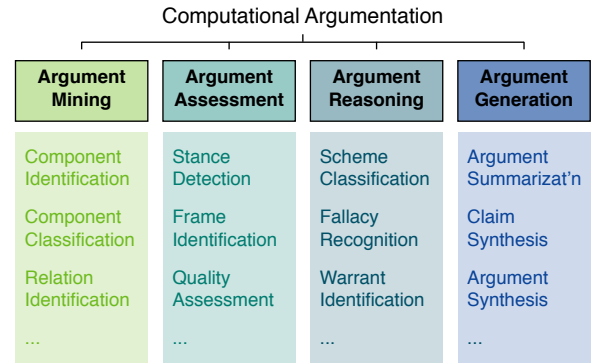 Computational Argumentation
Argument
Mining
Component
Identification
Component
Classification
Relation
Identification
...
Argument
Assessment
Stance
Detection
Frame
Identification
Quality
Assessment
...
Argument
Reasoning
Scheme
Classification
Fallacy
Recognition
Warrant
Identification
...
Argument
Generation
Argument
Summarizat'n
Claim
Synthesis
Argument
Synthesis
...